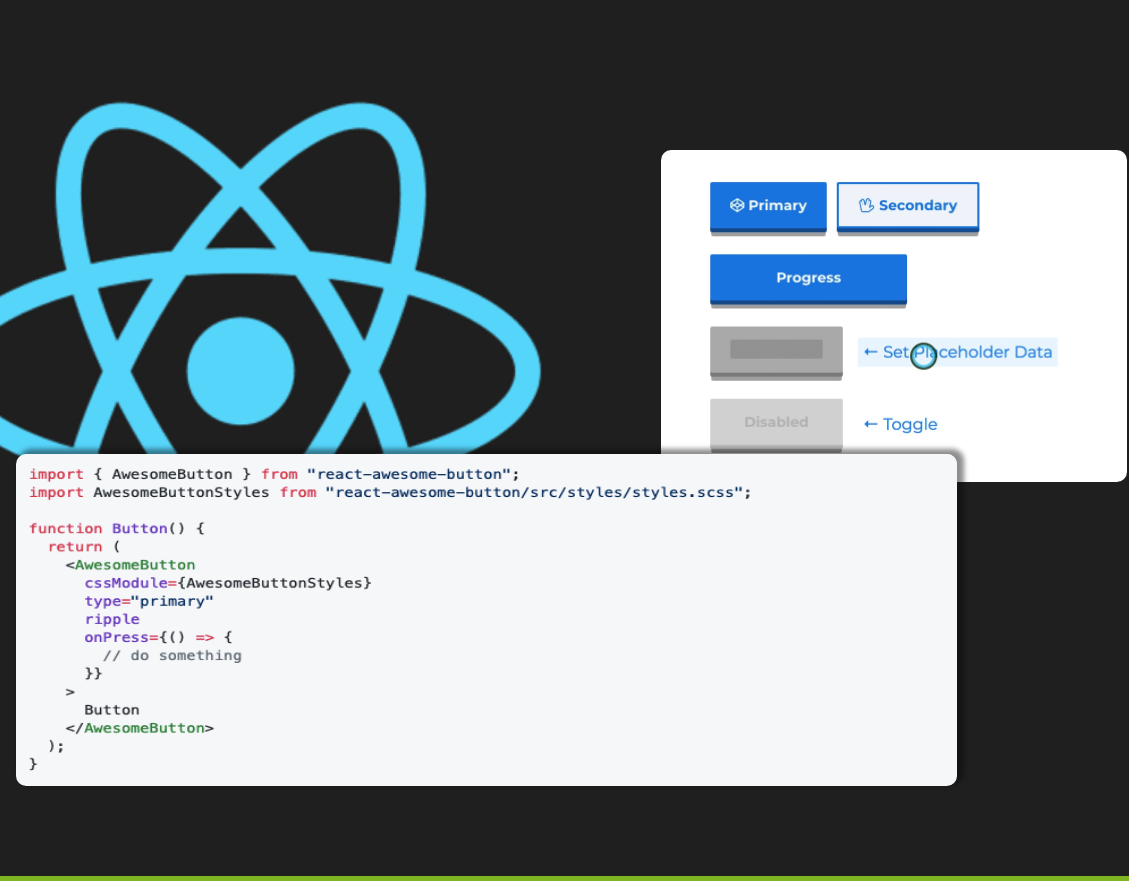 Primary
Secondary
Progress
← Set Placeholder Data
Disabled
← Toggle
import { AwesomeButton } from "react-awesome-button";
import AwesomeButtonStyles from "react-awesome-button/src/styles/styles.scss";
function Button() {
  return (
    <AwesomeButton
      cssModule={AwesomeButtonStyles}
      type="primary"
      ripple
      onPress={() => {
        // do something
      }}
    >
      Button
    </AwesomeButton>
  );
}